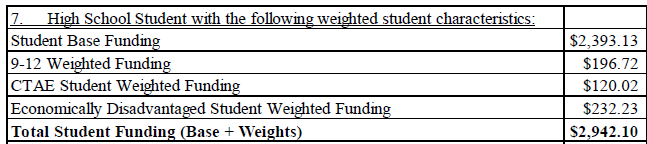 7. High School Student with the following weighted student characteristics:
Student Base Funding $2,393.13
9-12 Weighted Funding $196.72
CTAE Student Weighted Funding $120.02
Economically Disadvantaged Student Weighted Funding $232.23
Total Student Funding (Base + Weights) $2,942.10